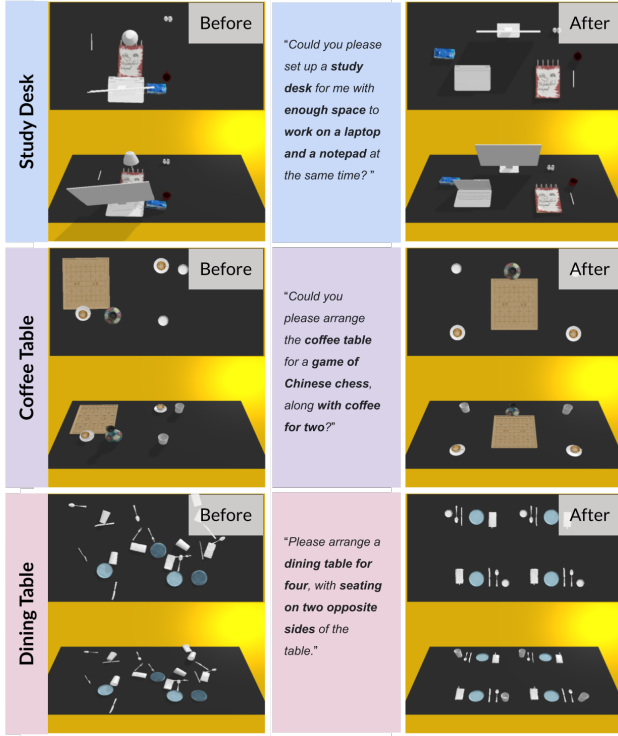 Study Desk
Before
"Could you please
set up a study
desk for me with
enough space to
work on a laptop
and a notepad at
the same time? "
After
Coffee Table
Before
"Could you
please arrange
the coffee table
for a game of
Chinese chess,
along with coffee
for two?"
After
Dining Table
Before
"Please arrange a
dining table for
four, with seating
on two opposite
sides of the
table."
After